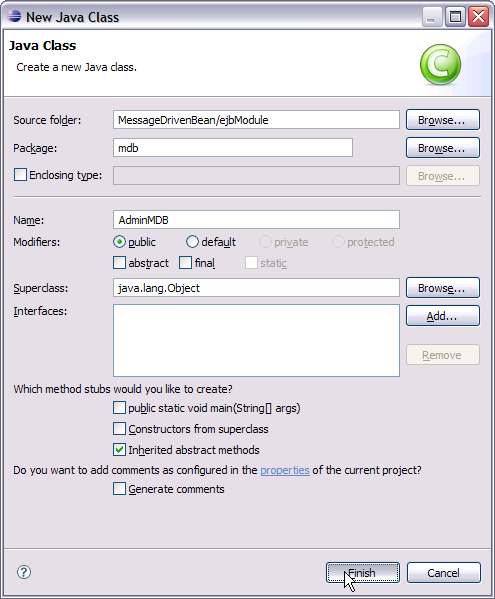 New Java Class
Java Class
Create a new Java class.
C
Source folder: MessageDrivenBean/ejbModule Browse...
Package: mdb Browse...
Enclosing type: Browse...
Name: AdminMDB
Modifiers: public default private protected
abstract final static
Superclass: java.lang.Object Browse...
Interfaces: Add...
Remove
Which method stubs would you like to create?
public static void main(String[] args)
Constructors from superclass
Inherited abstract methods
Do you want to add comments as configured in the properties of the current project?
Generate comments
? Finish Cancel